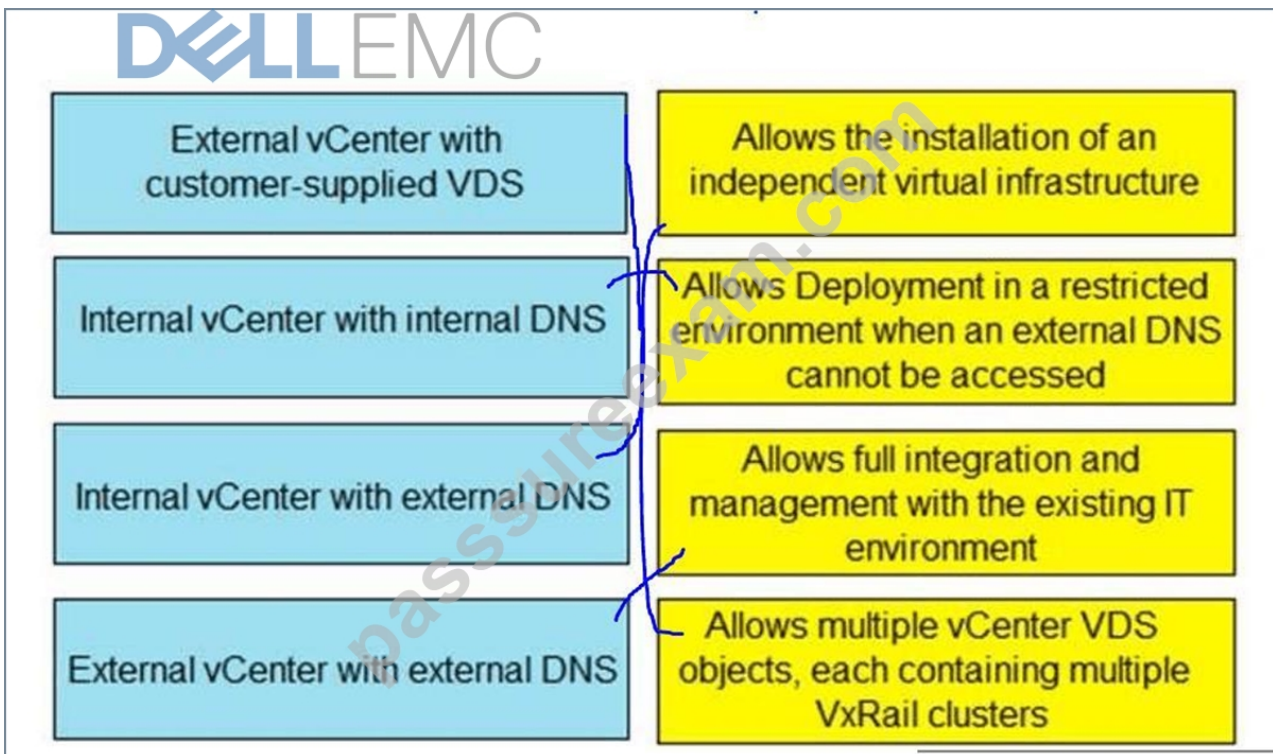 DELL EMC
External vCenter with
customer-supplied VDS
Allows the installation of an
independent virtual infrastructure
Internal vCenter with internal DNS
Allows Deployment in a restricted
environment when an external DNS
cannot be accessed
Internal vCenter with external DNS
Allows full integration and
management with the existing IT
environment
External vCenter with external DNS
Allows multiple vCenter VDS
objects, each containing multiple
VxRail clusters
passsureexam.com